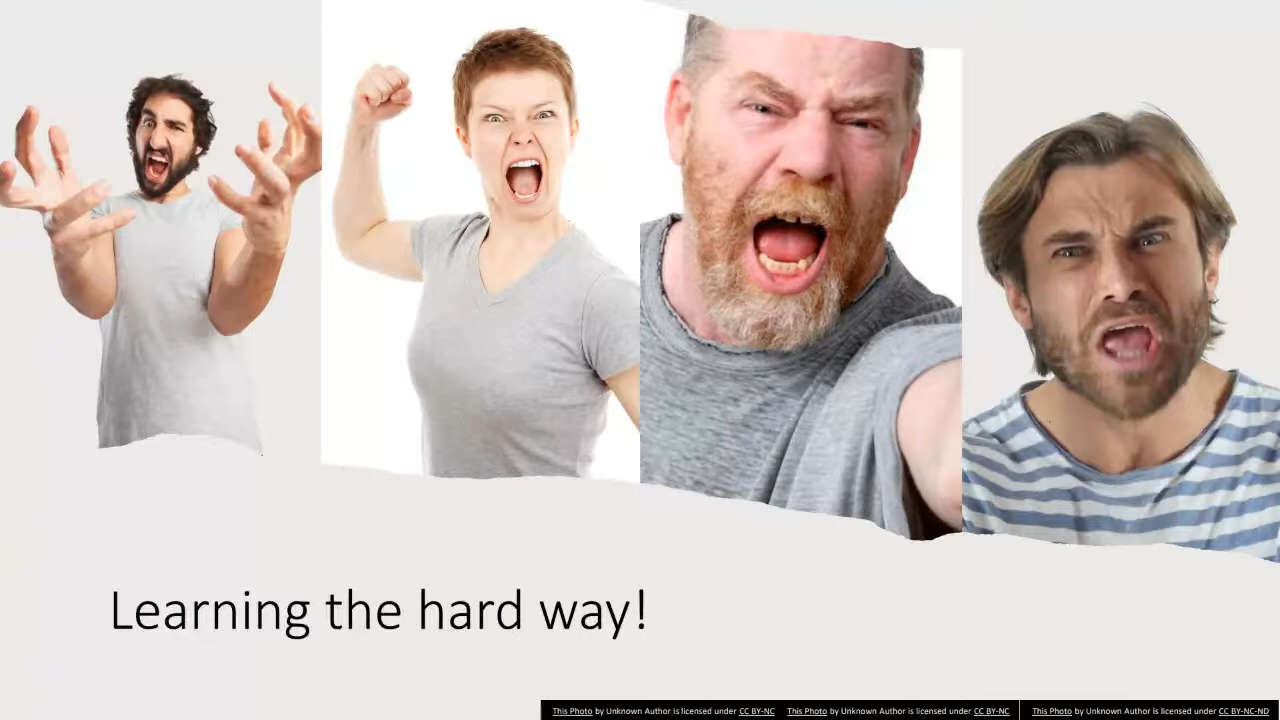 Learning the hard way!
This Photo by Unknown Author is licensed under CC BY-NC
This Photo by Unknown Author is licensed under CC BY-NC
This Photo by Unknown Author is licensed under CC BY-NC-ND